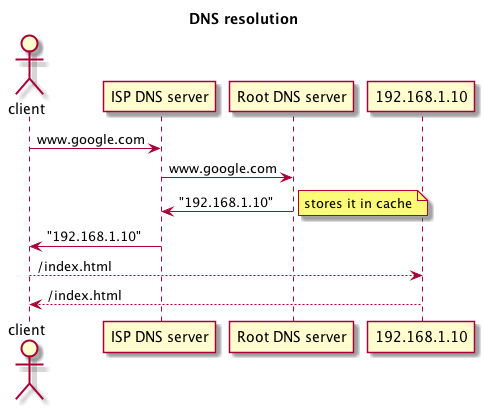 DNS resolution
client
ISP DNS server
Root DNS server
192.168.1.10
www.google.com
www.google.com
"192.168.1.10"
stores it in cache
"192.168.1.10"
/index.html
/index.html
client
ISP DNS server
Root DNS server
192.168.1.10